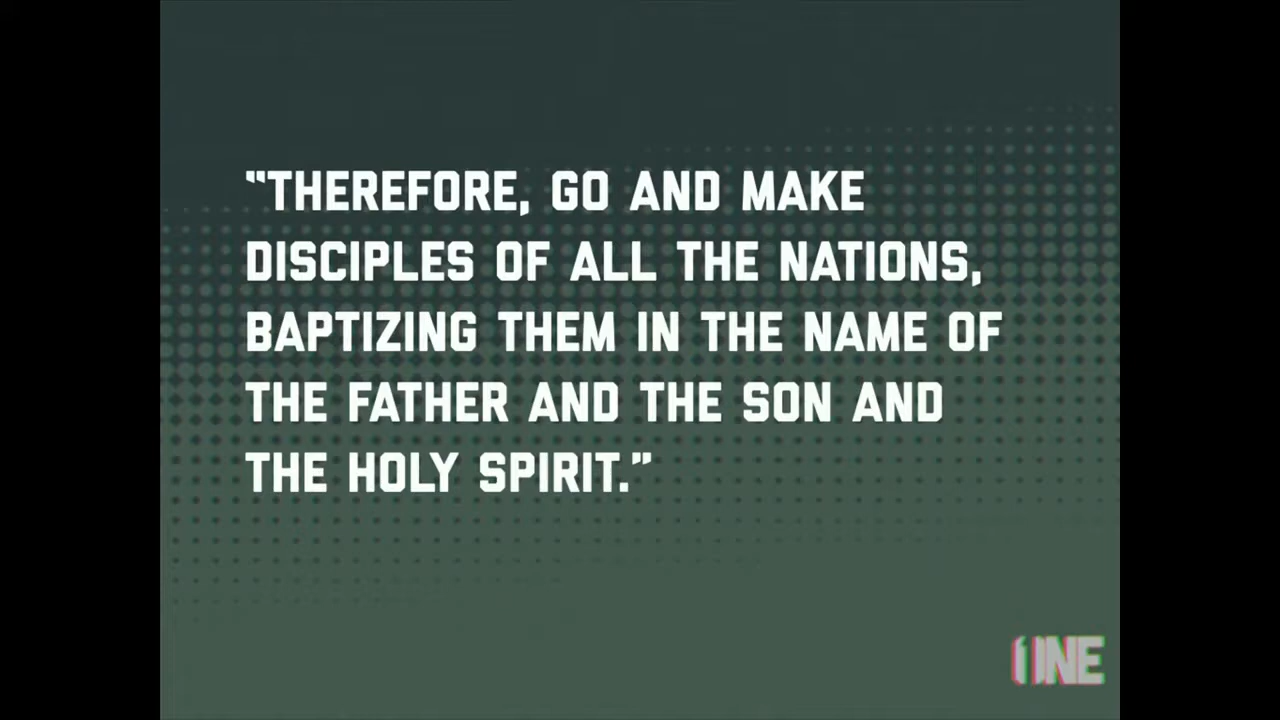 “THEREFORE, GO AND MAKE
DISCIPLES OF ALL THE NATIONS,
BAPTIZING THEM IN THE NAME OF
THE FATHER AND THE SON AND
THE HOLY SPIRIT.”
ONE